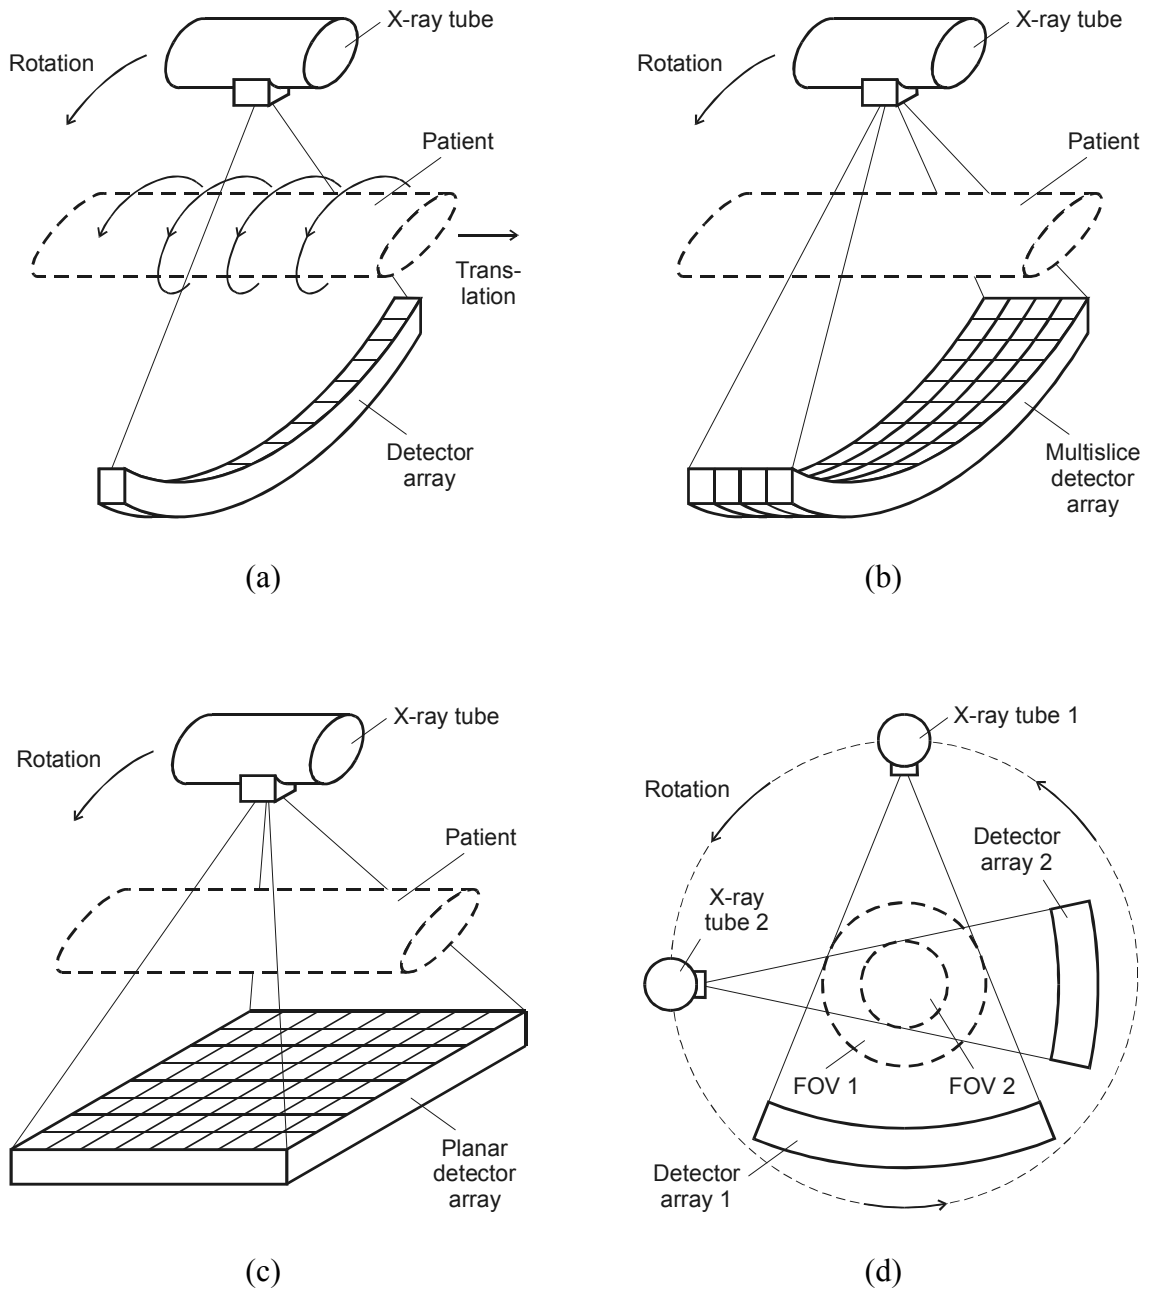 X-ray tube
Rotation
Patient
Trans-
lation
Detector
array
(a)
X-ray tube
Rotation
Patient
Multislice
detector
array
(b)
X-ray tube
Rotation
Patient
Planar
detector
array
(c)
X-ray tube 1
Rotation
Detector
array 2
X-ray
tube 2
FOV 1
FOV 2
Detector
array 1
(d)